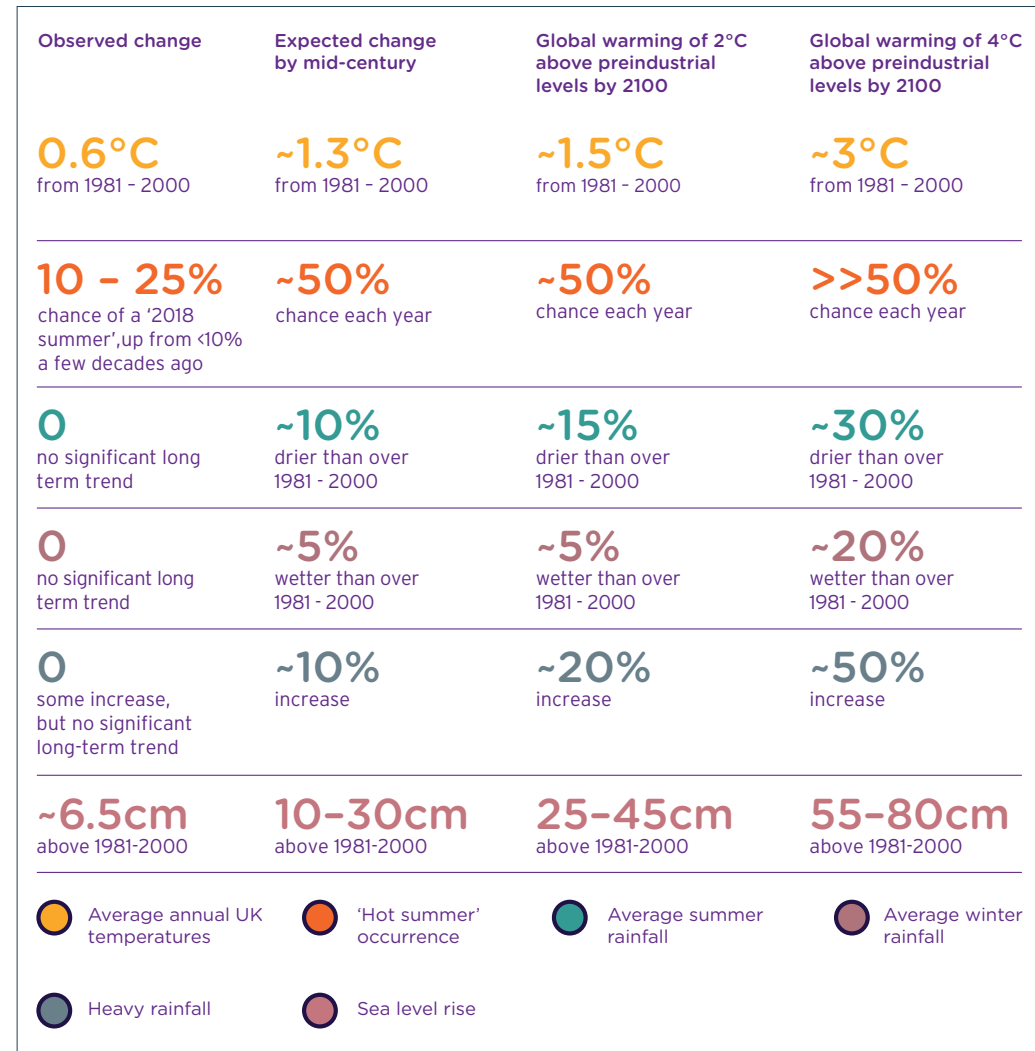 Observed change
Expected change
by mid-century
Global warming of 2°C
above preindustrial
levels by 2100
Global warming of 4°C
above preindustrial
levels by 2100
0.6°C
from 1981 – 2000
~1.3°C
from 1981 – 2000
~1.5°C
from 1981 – 2000
~3°C
from 1981 – 2000
10 – 25%
chance of a ‘2018
summer’,up from <10%
a few decades ago
~50%
chance each year
~50%
chance each year
>>50%
chance each year
0
no significant long
term trend
~10%
drier than over
1981 - 2000
~15%
drier than over
1981 - 2000
~30%
drier than over
1981 - 2000
0
no significant long
term trend
~5%
wetter than over
1981 - 2000
~5%
wetter than over
1981 - 2000
~20%
wetter than over
1981 - 2000
0
some increase,
but no significant
long-term trend
~10%
increase
~20%
increase
~50%
increase
~6.5cm
above 1981-2000
10–30cm
above 1981-2000
25–45cm
above 1981-2000
55–80cm
above 1981-2000
Average annual UK
temperatures
‘Hot summer’
occurrence
Average summer
rainfall
Average winter
rainfall
Heavy rainfall
Sea level rise